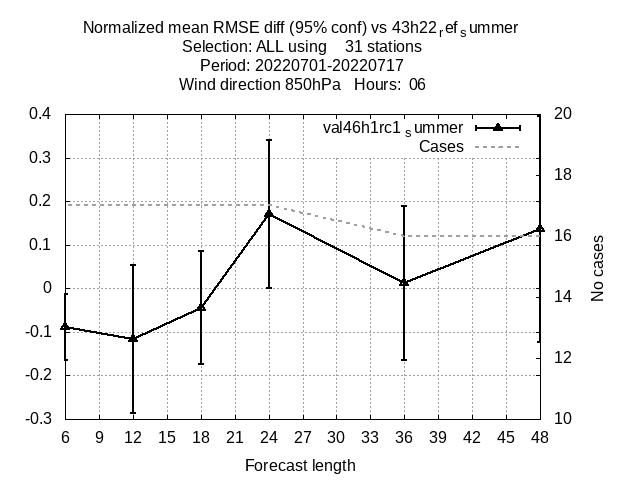 Normalized mean RMSE diff (95% conf) vs 43h22ref summer
Selection: ALL using 31 stations
Period: 20220701-20220717
Wind direction 850hPa Hours: 06
val46h1rc1summer
Cases
0.4
0.3
0.2
0.1
0
-0.1
-0.2
-0.3
20
18
16
14
12
10
No cases
6 9 12 15 18 21 24 27 30 33 36 39 42 45 48
Forecast length